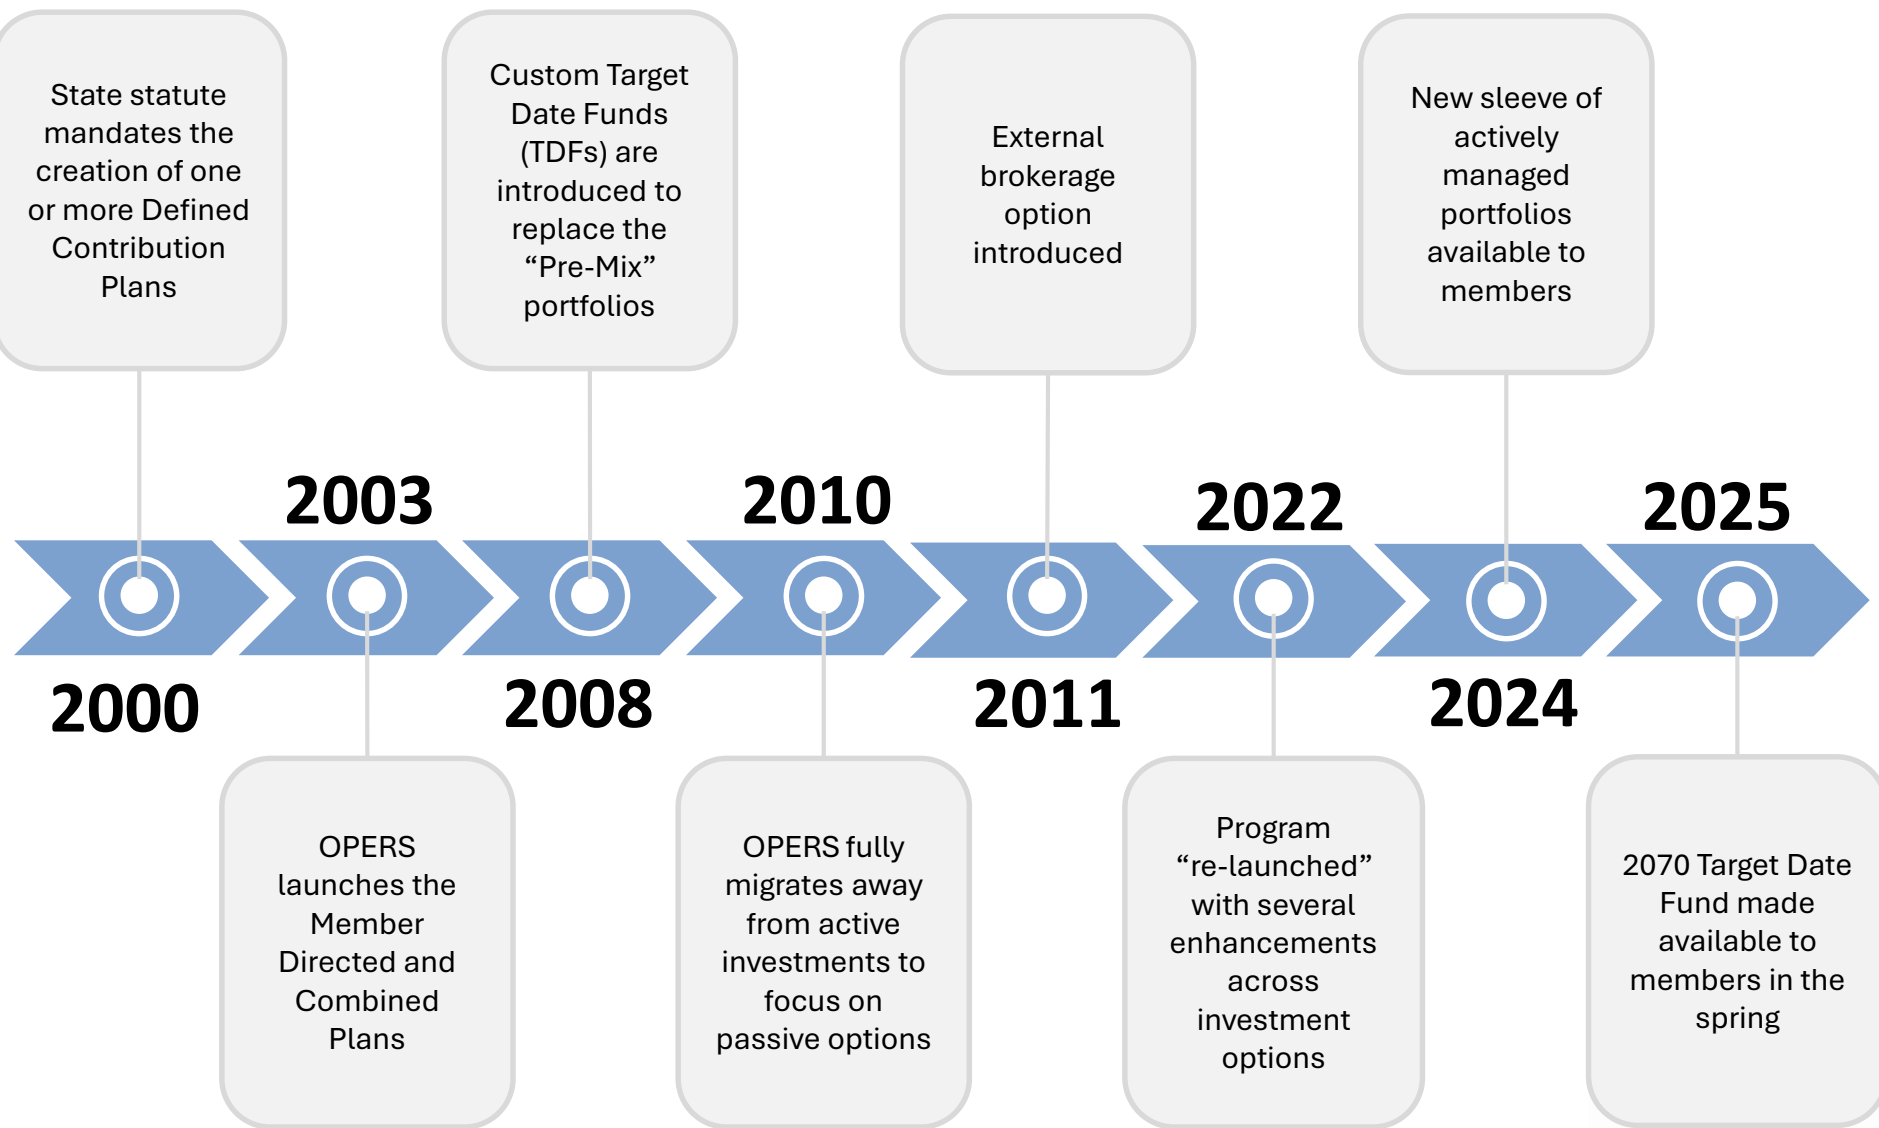 State statute
mandates the
creation of one
or more Defined
Contribution
Plans
Custom Target
Date Funds
(TDFs) are
introduced to
replace the
“Pre-Mix”
portfolios
External
brokerage
option
introduced
New sleeve of
actively
managed
portfolios
available to
members
2003
2010
2022
2025
2000
2008
2011
2024
OPERS
launches the
Member
Directed and
Combined
Plans
OPERS fully
migrates away
from active
investments to
focus on
passive options
Program
“re-launched”
with several
enhancements
across
investment
options
2070 Target Date
Fund made
available to
members in the
spring